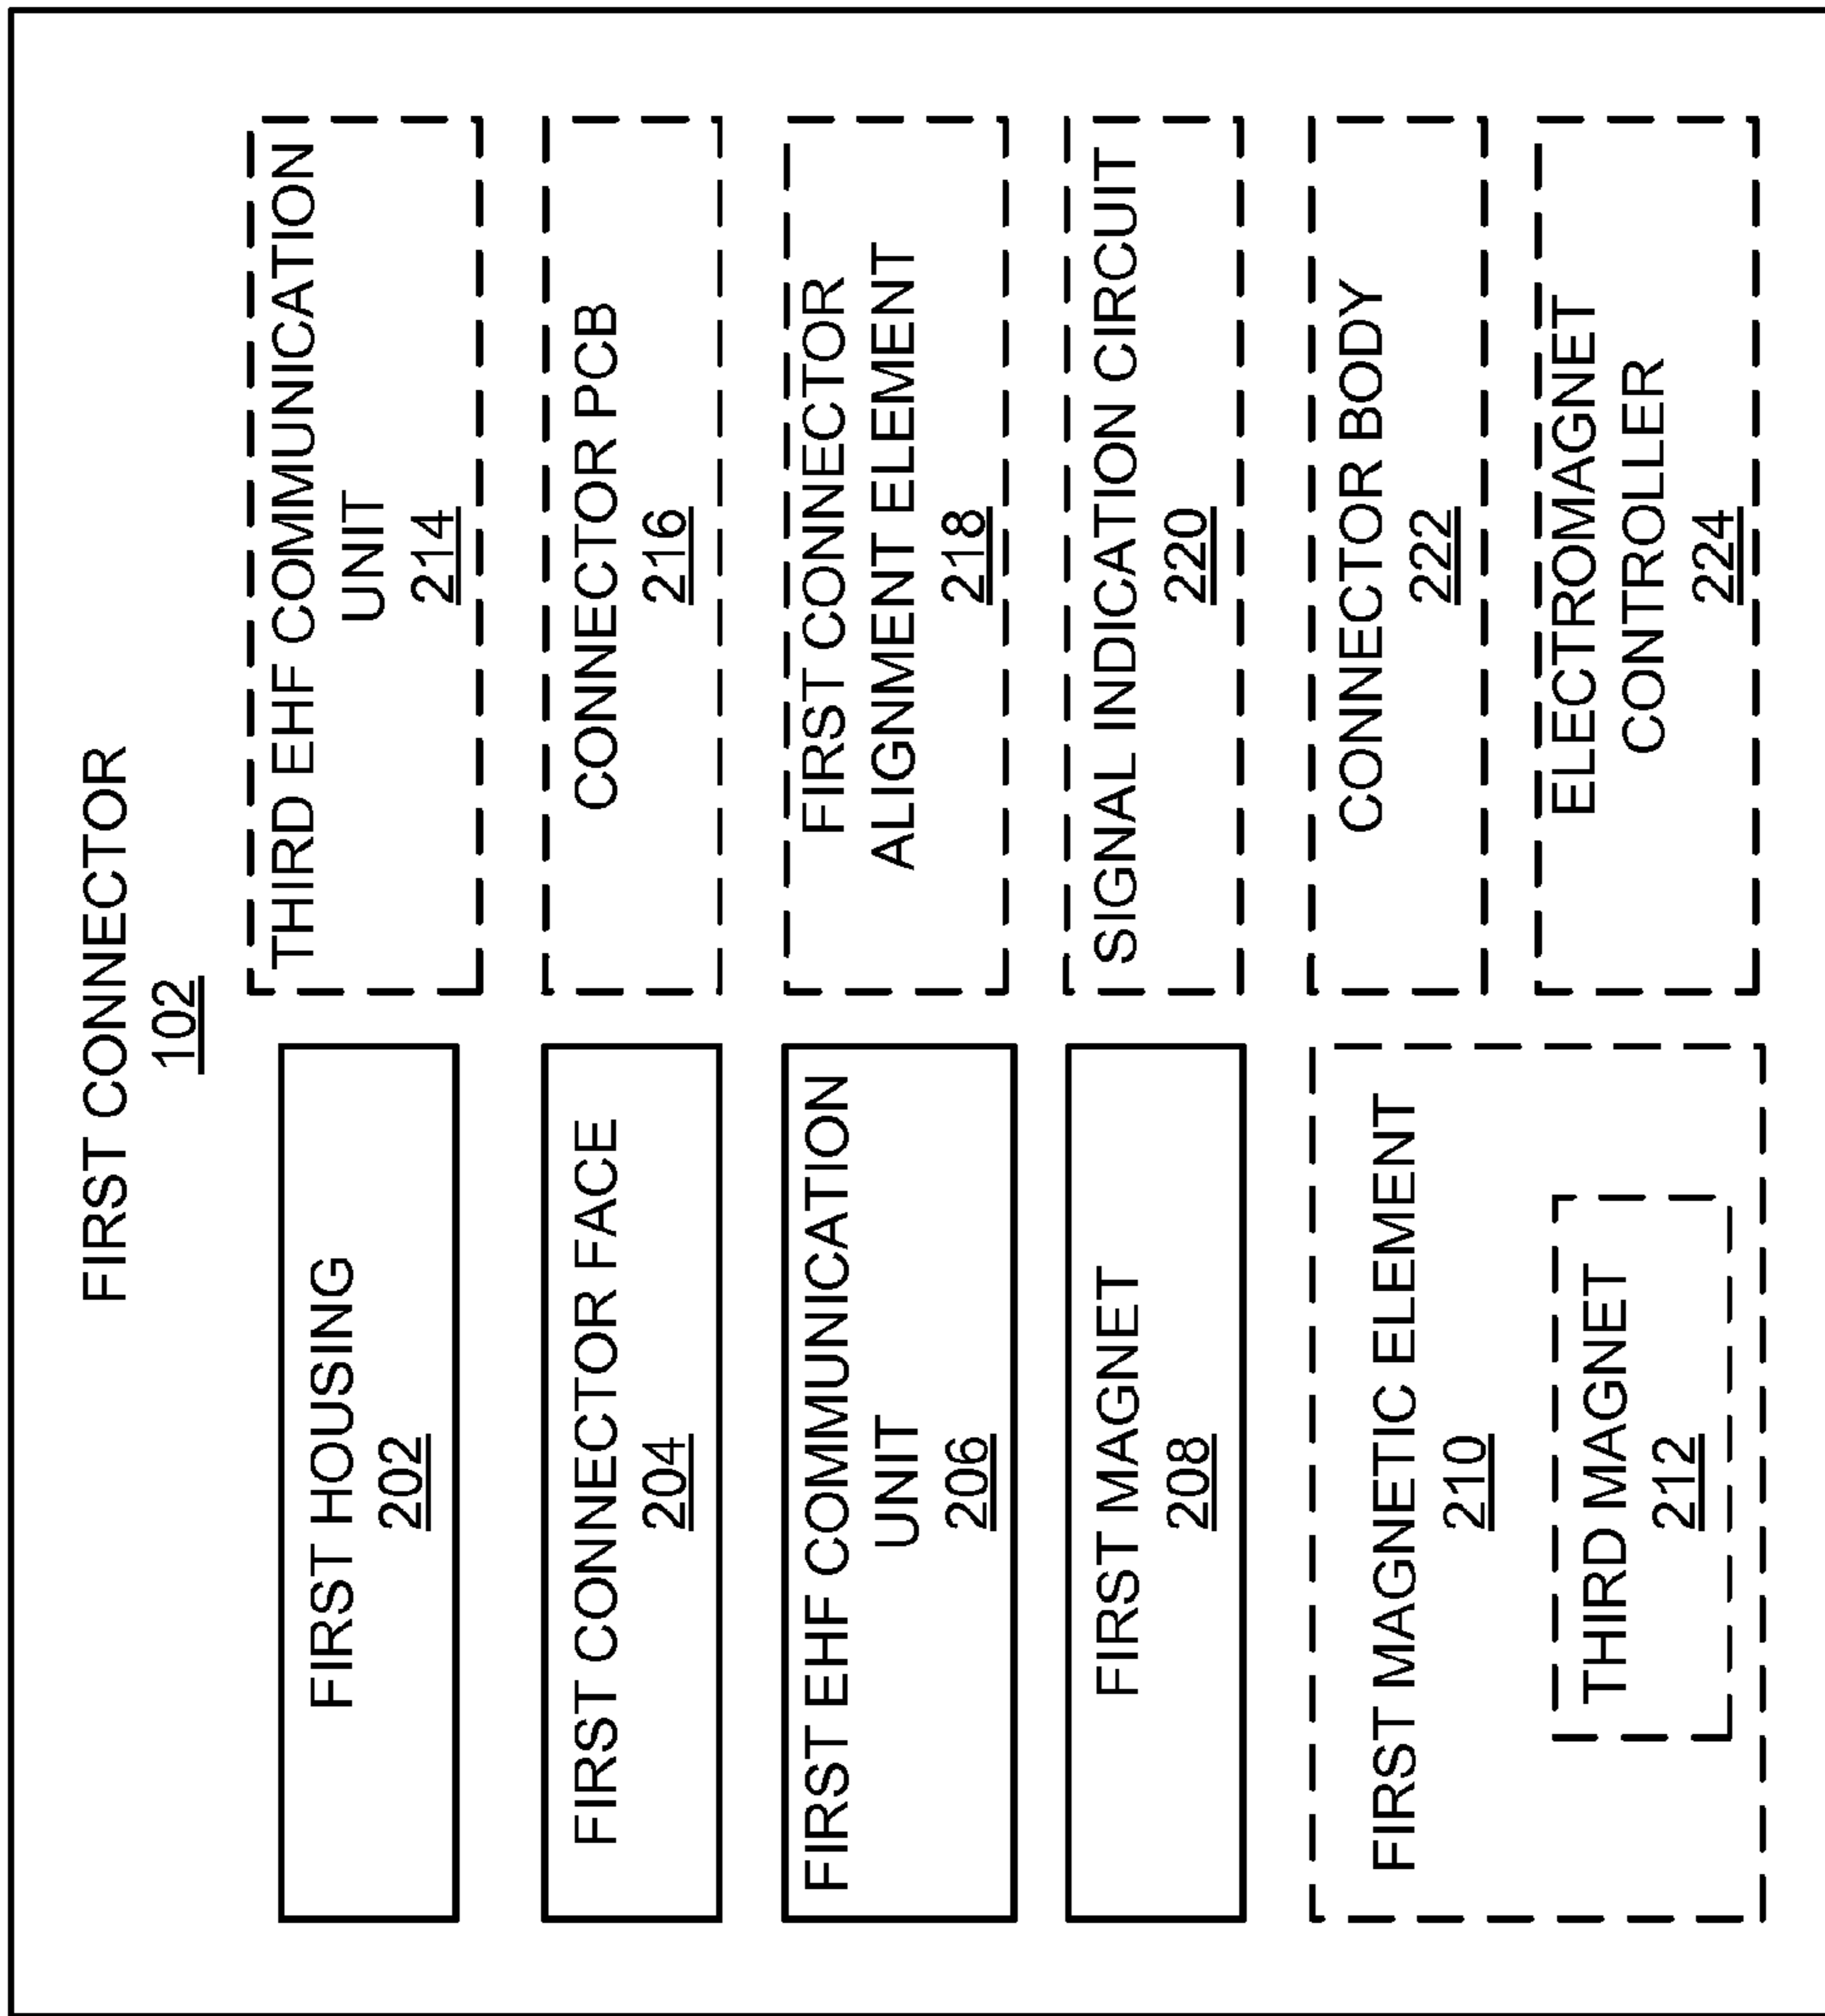 FIRST CONNECTOR
102
FIRST HOUSING
202
FIRST CONNECTOR FACE
204
FIRST EHF COMMUNICATION
UNIT
206
FIRST MAGNET
208
FIRST MAGNETIC ELEMENT
210
THIRD MAGNET
212
THIRD EHF COMMUNICATION
UNIT
214
CONNECTOR PCB
216
FIRST CONNECTOR
ALIGNMENT ELEMENT
218
SIGNAL INDICATION CIRCUIT
220
CONNECTOR BODY
222
ELECTROMAGNET
CONTROLLER
224